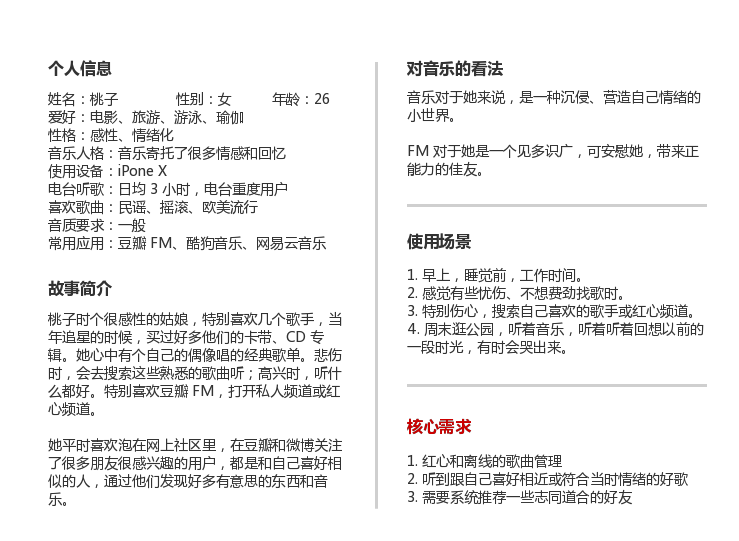 个人信息
姓名：桃子 性别：女 年龄：26
爱好：电影、旅游、游泳、瑜伽
性格：感性、情绪化
音乐人格：音乐寄托了很多情感和回忆
使用设备：iPone X
电台听歌：日均 3 小时，电台重度用户
喜欢歌曲：民谣、摇滚、欧美流行
音质要求：一般
常用应用：豆瓣 FM、酷狗音乐、网易云音乐
故事简介
桃子时个很感性的姑娘，特别喜欢几个歌手，当
年追星的时候，买过好多他们的卡带、CD 专
辑。她心中有个自己的偶像唱的经典歌单。悲伤
时，会去搜索这些熟悉的歌曲听；高兴时，听什
么都好。特别喜欢豆瓣 FM，打开私人频道或红
心频道。
她平时喜欢泡在网上社区里，在豆瓣和微博关注
了很多朋友很感兴趣的用户，都是和自己喜好相
似的人，通过他们发现好多有意思的东西和音
乐。
对音乐的看法
音乐对于她来说，是一种沉侵、营造自己情绪的
小世界。
FM 对于她是一个见多识广，可安慰她，带来正
能力的佳友。
使用场景
1. 早上，睡觉前，工作时间。
2. 感觉有些忧伤、不想费劲找歌时。
3. 特别伤心，搜索自己喜欢的歌手或红心频道。
4. 周末逛公园，听着音乐，听着听着回想以前的
一段时光，有时会哭出来。
核心需求
1. 红心和离线的歌曲管理
2. 听到跟自己喜好相近或符合当时情绪的好歌
3. 需要系统推荐一些志同道合的好友